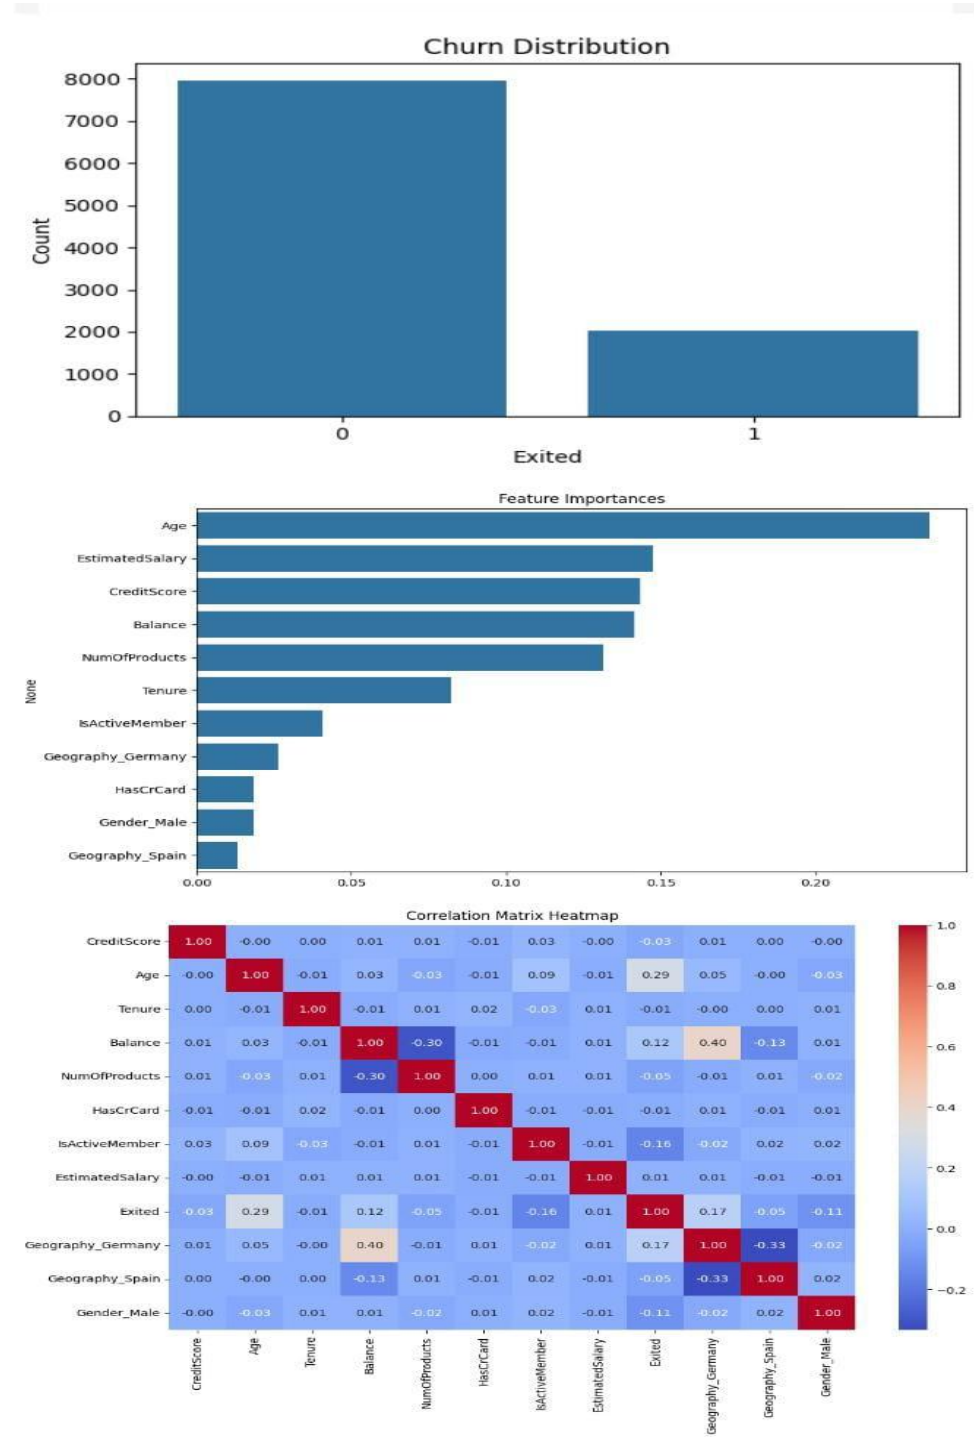 Churn Distribution
8000
7000
6000
5000
4000
3000
2000
1000
0
Count
0 1
Exited
Feature Importances
Age
EstimatedSalary
CreditScore
Balance
NumOfProducts
Tenure
IsActiveMember
Geography_Germany
HasCrCard
Gender_Male
Geography_Spain
None
0.00 0.05 0.10 0.15 0.20
Correlation Matrix Heatmap
CreditScore 1.00 -0.00 0.00 0.01 0.01 -0.01 0.03 -0.00 -0.03 0.01 0.00 -0.00
Age -0.00 1.00 -0.01 0.03 -0.03 -0.01 0.09 -0.01 0.29 0.05 -0.00 -0.03
Tenure 0.00 -0.01 1.00 -0.01 0.01 0.02 -0.03 0.01 -0.01 -0.00 0.00 0.01
Balance 0.01 0.03 -0.01 1.00 -0.30 -0.01 -0.01 0.01 0.12 0.40 -0.13 0.01
NumOfProducts 0.01 -0.03 0.01 -0.30 1.00 0.00 0.01 0.01 -0.05 -0.01 0.01 -0.02
HasCrCard -0.01 -0.01 0.02 -0.01 0.00 1.00 -0.01 -0.01 -0.01 0.01 -0.01 0.01
IsActiveMember 0.03 0.09 -0.03 -0.01 0.01 -0.01 1.00 -0.01 -0.16 -0.02 0.02 0.02
EstimatedSalary -0.00 -0.01 0.01 0.01 0.01 -0.01 -0.01 1.00 0.01 0.01 -0.01 -0.01
Exited -0.03 0.29 -0.01 0.12 -0.05 -0.01 -0.16 0.01 1.00 0.17 -0.05 -0.11
Geography_Germany 0.01 0.05 -0.00 0.40 -0.01 0.01 -0.02 0.01 0.17 1.00 -0.33 -0.02
Geography_Spain 0.00 -0.00 0.00 -0.13 0.01 -0.01 0.02 -0.01 -0.05 -0.33 1.00 0.02
Gender_Male -0.00 -0.03 0.01 0.01 -0.02 0.01 0.02 -0.01 -0.11 -0.02 0.02 1.00
CreditScore Age Tenure Balance NumOfProducts HasCrCard IsActiveMember EstimatedSalary Exited Geography_Germany Geography_Spain Gender_Male
1.0
0.8
0.6
0.4
0.2
0.0
−0.2